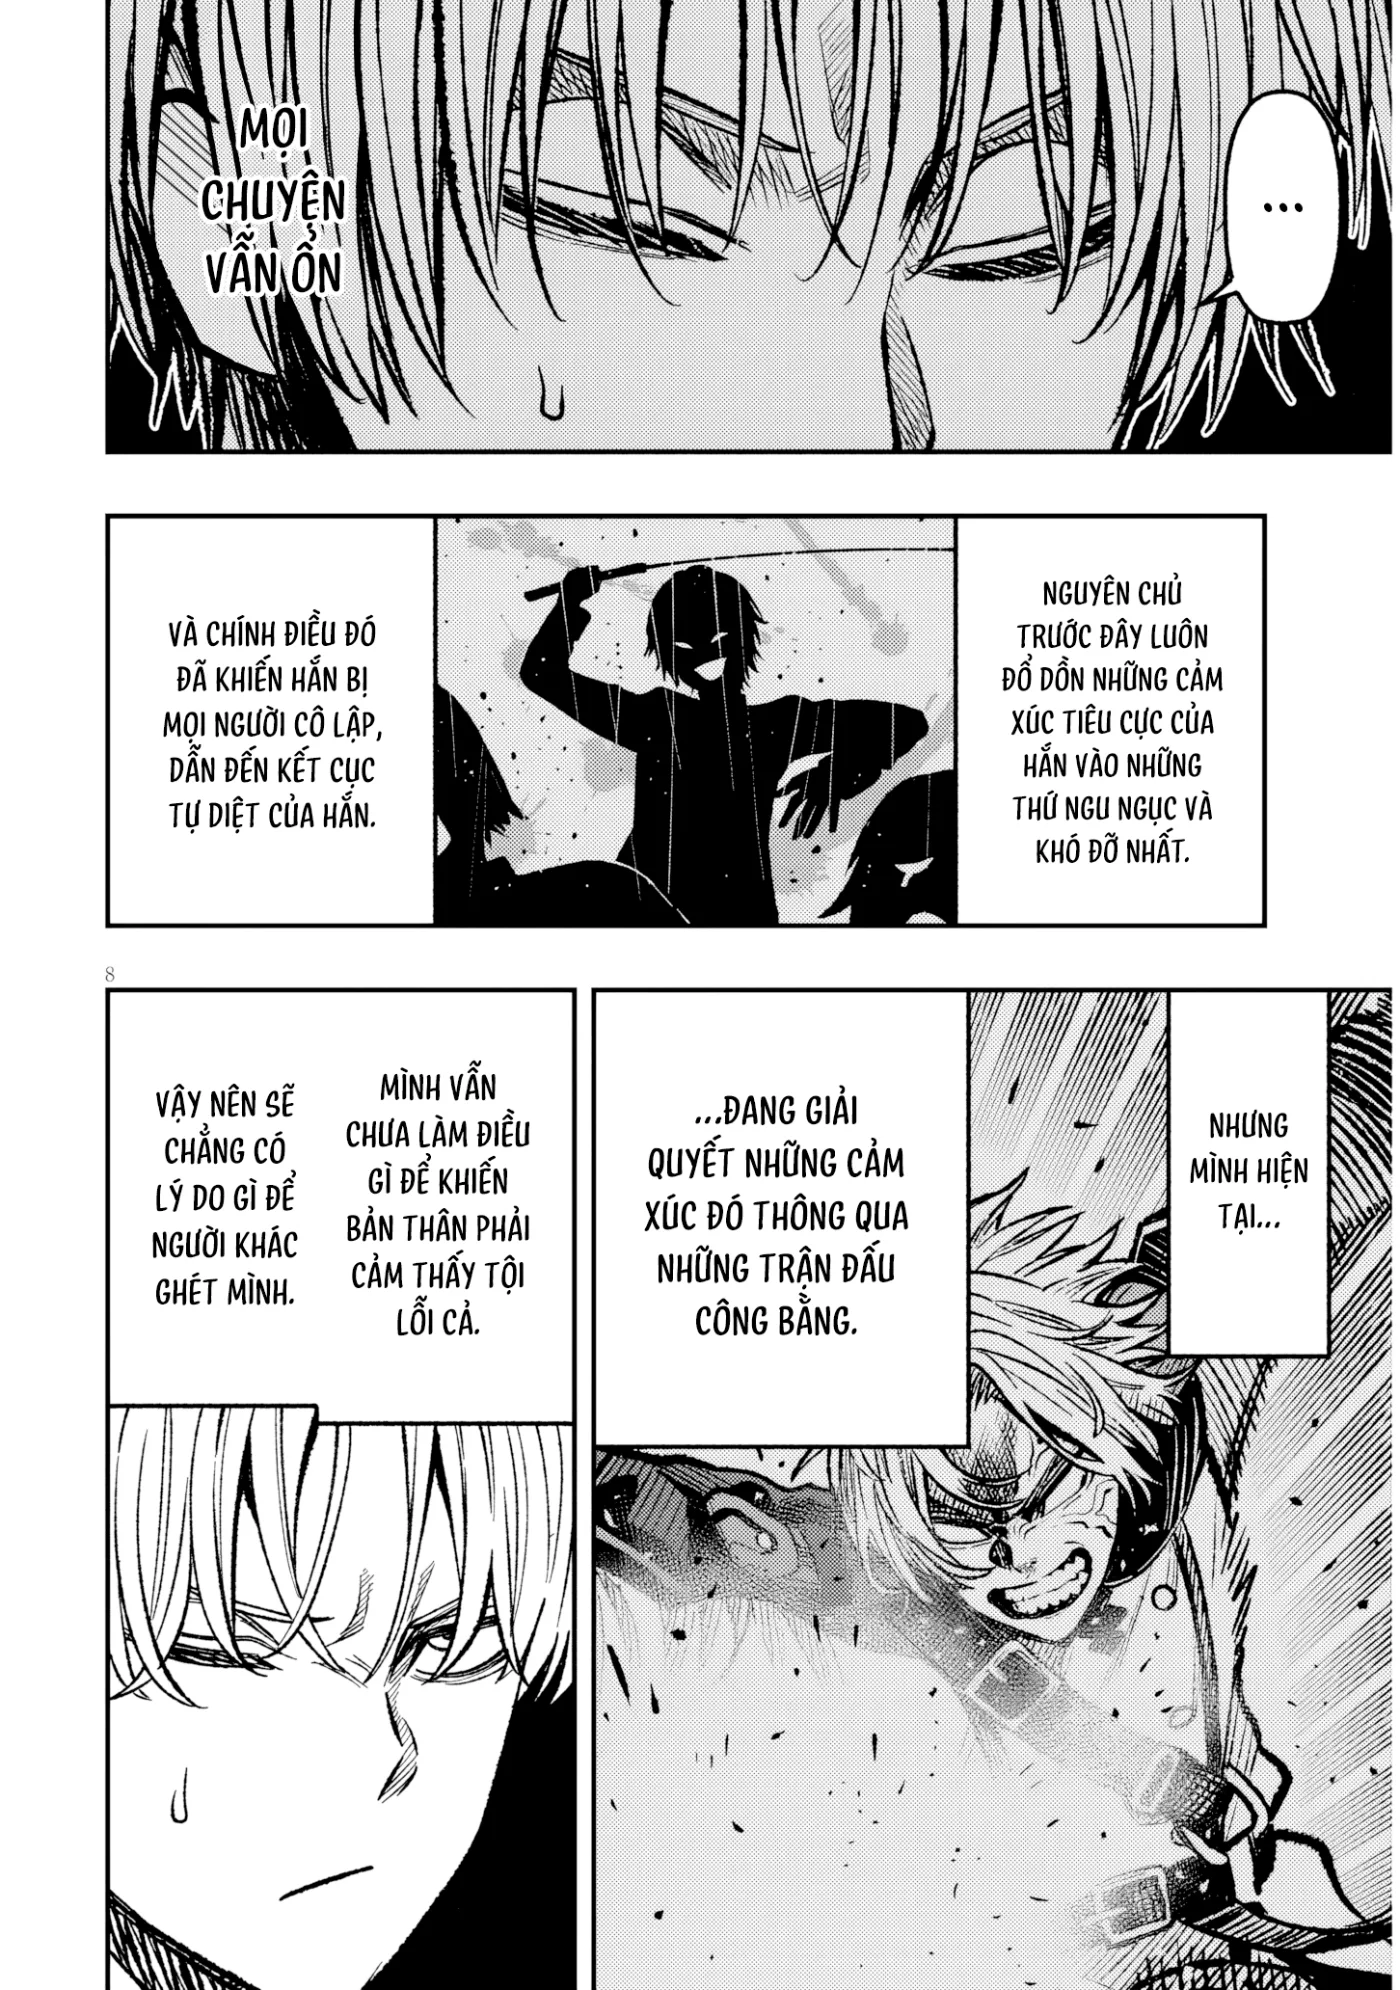 ...
MỌI
CHUYỆN
VẪN ỔN
NGUYÊN CHỦ
TRƯỚC ĐÂY LUÔN
ĐỔ DỒN NHỮNG CẢM
XÚC TIÊU CỰC CỦA
HẮN VÀO NHỮNG
THỨ NGU NGỤC VÀ
KHÓ ĐỠ NHẤT.
VÀ CHÍNH ĐIỀU ĐÓ
ĐÃ KHIẾN HẮN BỊ
MỌI NGƯỜI CÔ LẬP,
DẪN ĐẾN KẾT CỤC
TỰ DIỆT CỦA HẮN.
8
NHƯNG
MÌNH HIỆN
TẠI...
...ĐANG GIẢI
QUYẾT NHỮNG CẢM
XÚC ĐÓ THÔNG QUA
NHỮNG TRẬN ĐẤU
CÔNG BẰNG.
MÌNH VẪN
CHƯA LÀM ĐIỀU
GÌ ĐỂ KHIẾN
BẢN THÂN PHẢI
CẢM THẤY TỘI
LỖI CẢ.
VẬY NÊN SẼ
CHẲNG CÓ
LÝ DO GÌ ĐỂ
NGƯỜI KHÁC
GHÉT MÌNH.